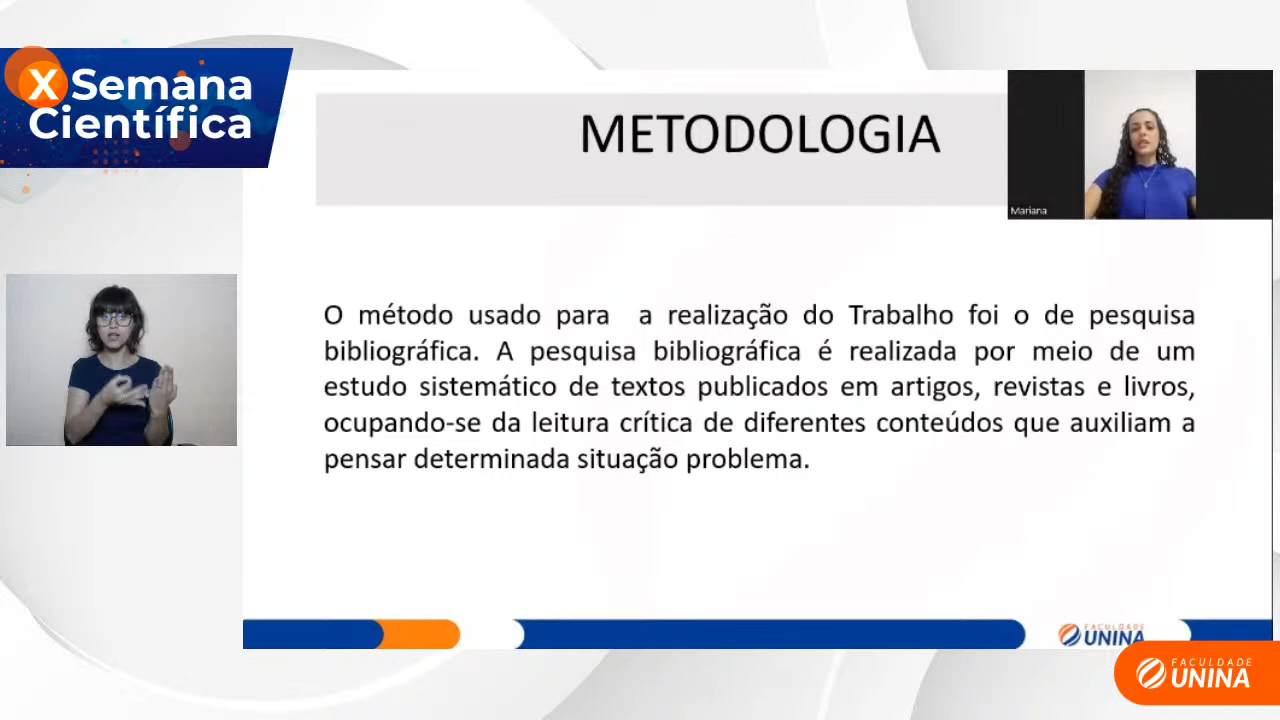 X Semana
Científica
METODOLOGIA
Mariana
O método usado para a realização do Trabalho foi o de pesquisa
bibliográfica. A pesquisa bibliográfica é realizada por meio de um
estudo sistemático de textos publicados em artigos, revistas e livros,
ocupando-se da leitura crítica de diferentes conteúdos que auxiliam a
pensar determinada situação problema.
FACULDADE
UNINA
FACULDADE
UNINA